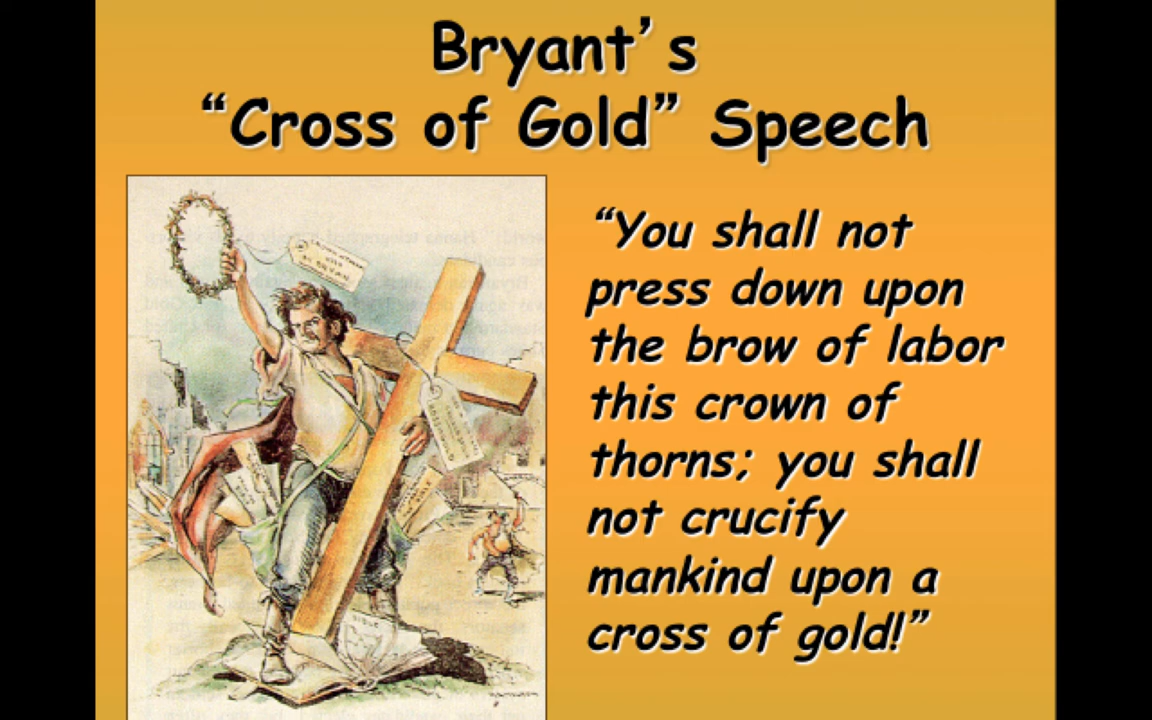 Bryant’s
“Cross of Gold” Speech
“You shall not
press down upon
the brow of labor
this crown of
thorns; you shall
not crucify
mankind upon a
cross of gold!”
BIBLE